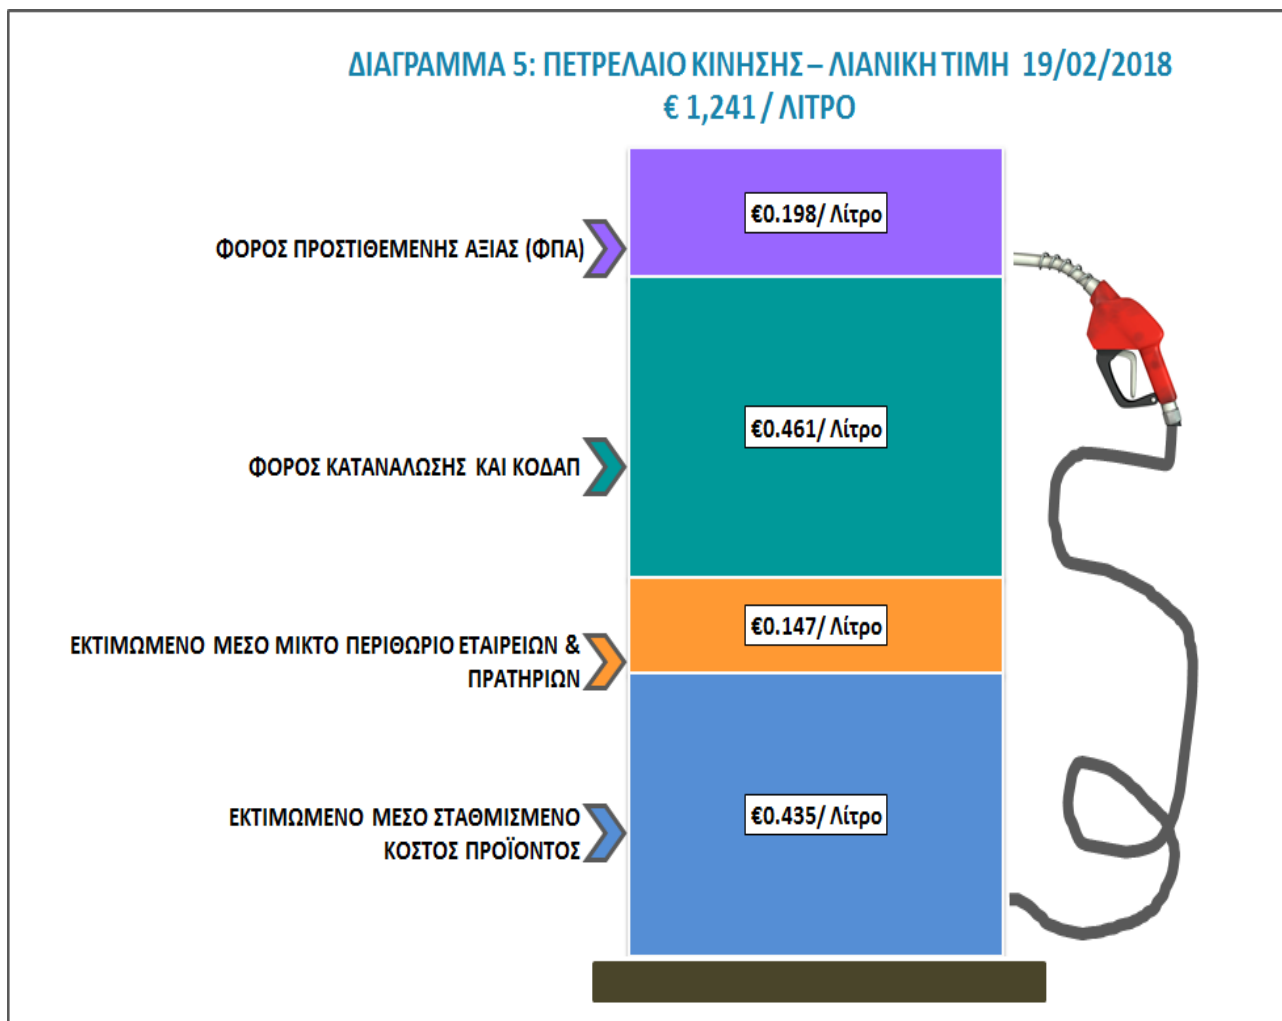 ΔΙΑΓΡΑΜΜΑ 5: ΠΕΤΡΕΛΑΙΟ ΚΙΝΗΣΗΣ – ΛΙΑΝΙΚΗ ΤΙΜΗ 19/02/2018
€ 1,241 / ΛΙΤΡΟ
€0.198/ Λίτρο
ΦΟΡΟΣ ΠΡΟΣΤΙΘΕΜΕΝΗΣ ΑΞΙΑΣ (ΦΠΑ)
€0.461/ Λίτρο
ΦΟΡΟΣ ΚΑΤΑΝΑΛΩΣΗΣ ΚΑΙ ΚΟΔΑΠ
€0.147/ Λίτρο
ΕΚΤΙΜΩΜΕΝΟ ΜΕΣΟ ΜΙΚΤΟ ΠΕΡΙΘΩΡΙΟ ΕΤΑΙΡΕΙΩΝ &
ΠΡΑΤΗΡΙΩΝ
€0.435/ Λίτρο
ΕΚΤΙΜΩΜΕΝΟ ΜΕΣΟ ΣΤΑΘΜΙΣΜΕΝΟ
ΚΟΣΤΟΣ ΠΡΟΪΟΝΤΟΣ